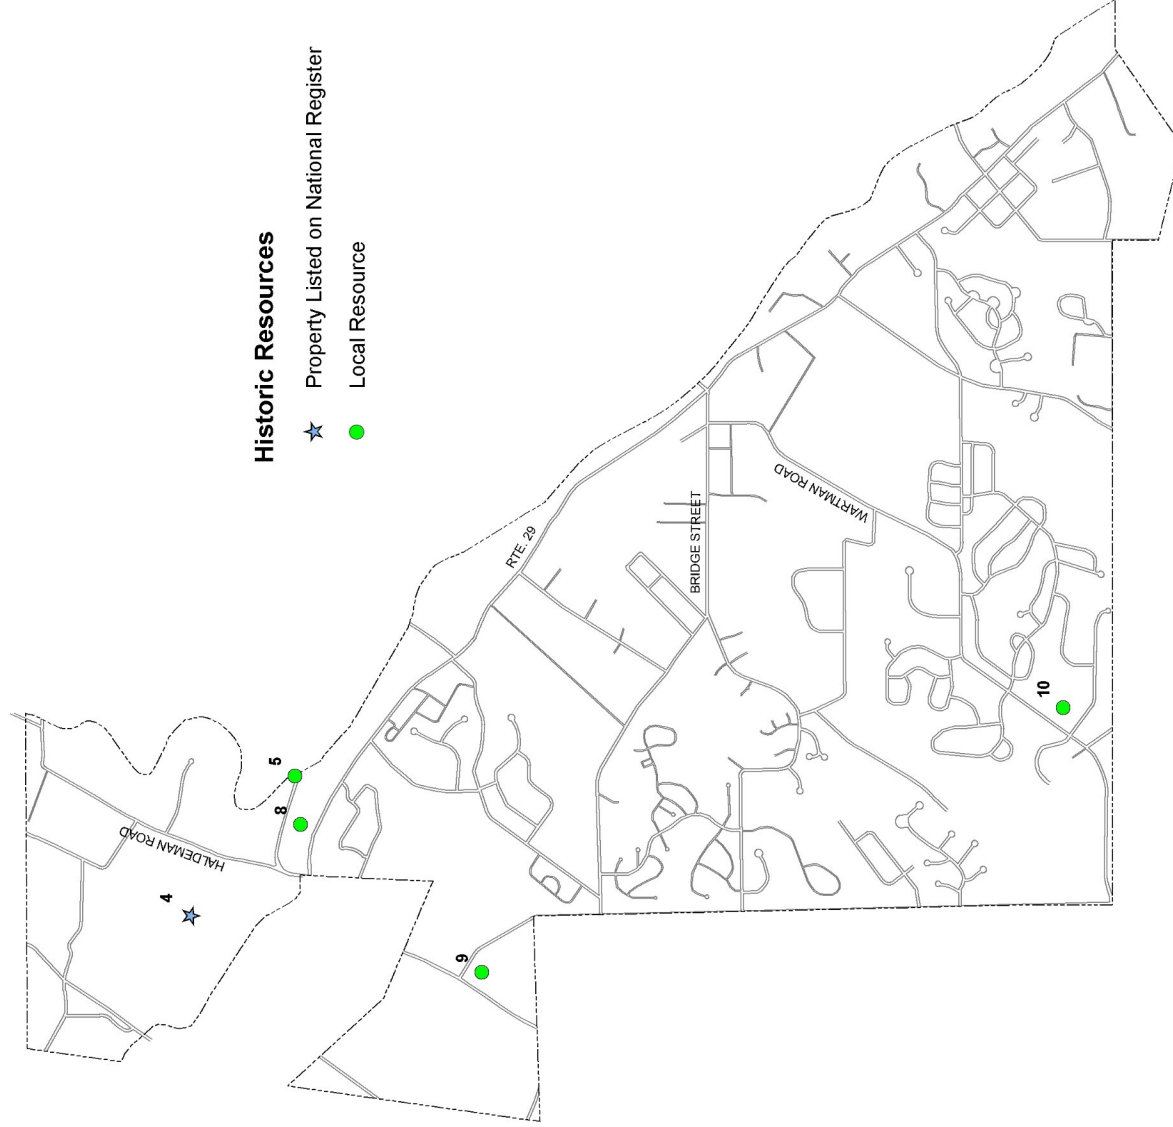 Historic Resources
Property Listed on National Register
Local Resource
HALDEMAN ROAD
4
5
8
9
RTE. 29
BRIDGE STREET
WARTMAN ROAD
10